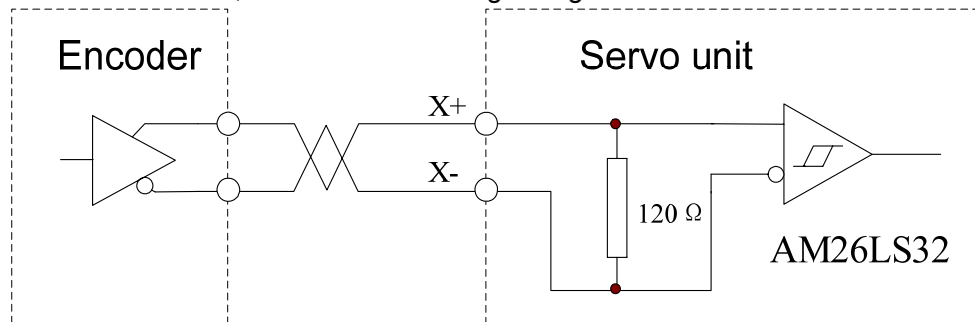 Encoder
Servo unit
X+
X-
120 Ω
AM26LS32